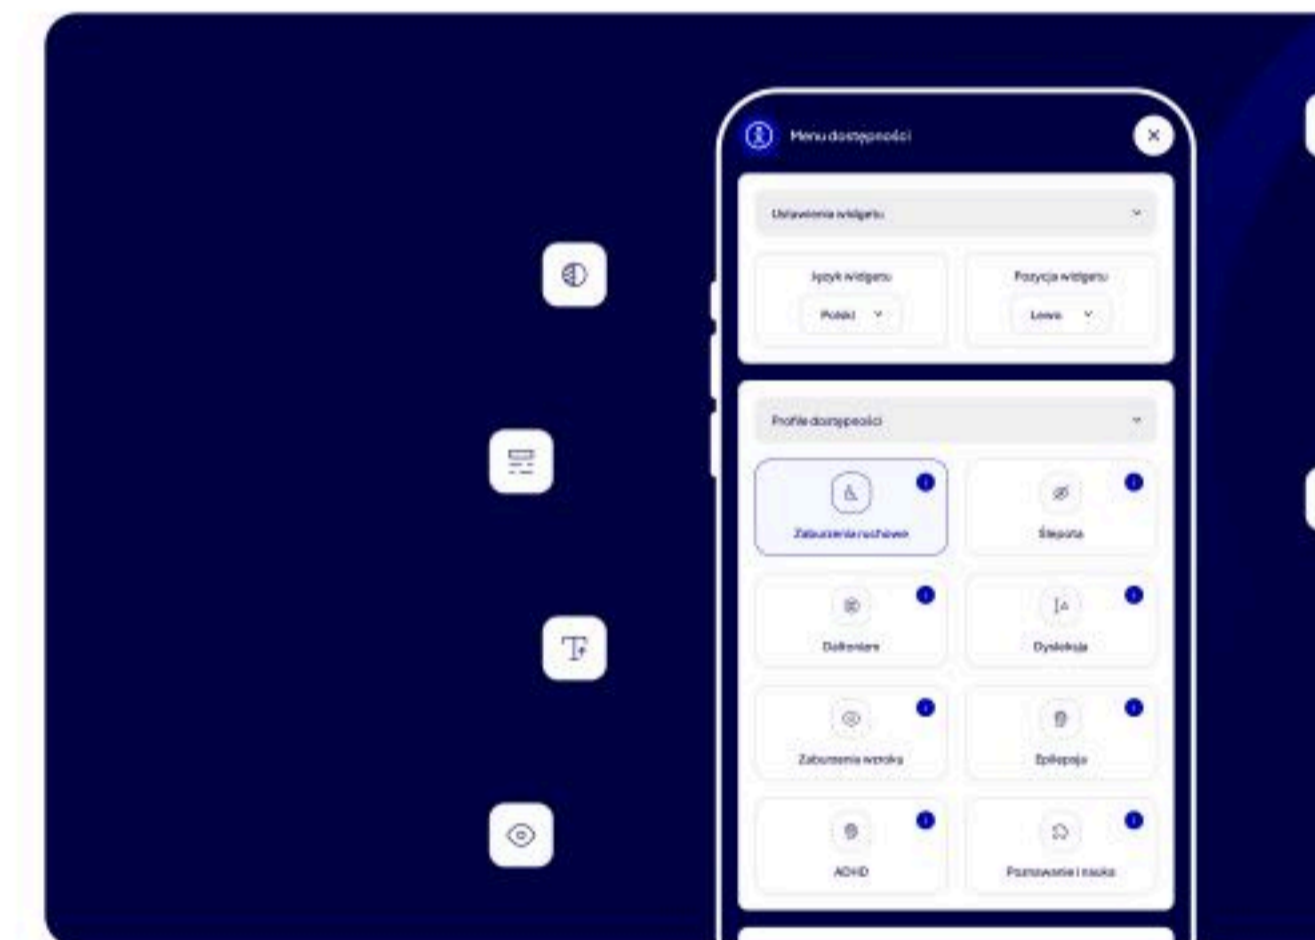 Menu dostępności
Ustawienia widgetu
Język widgetu
Pozycja widgetu
Polski
Lewa
Profile dostępności
Zaburzenia ruchowe
Ślepota
Daltonizm
Dysleksja
Zaburzenia wzroku
Epilepsja
ADHD
Poznawanie i nauka